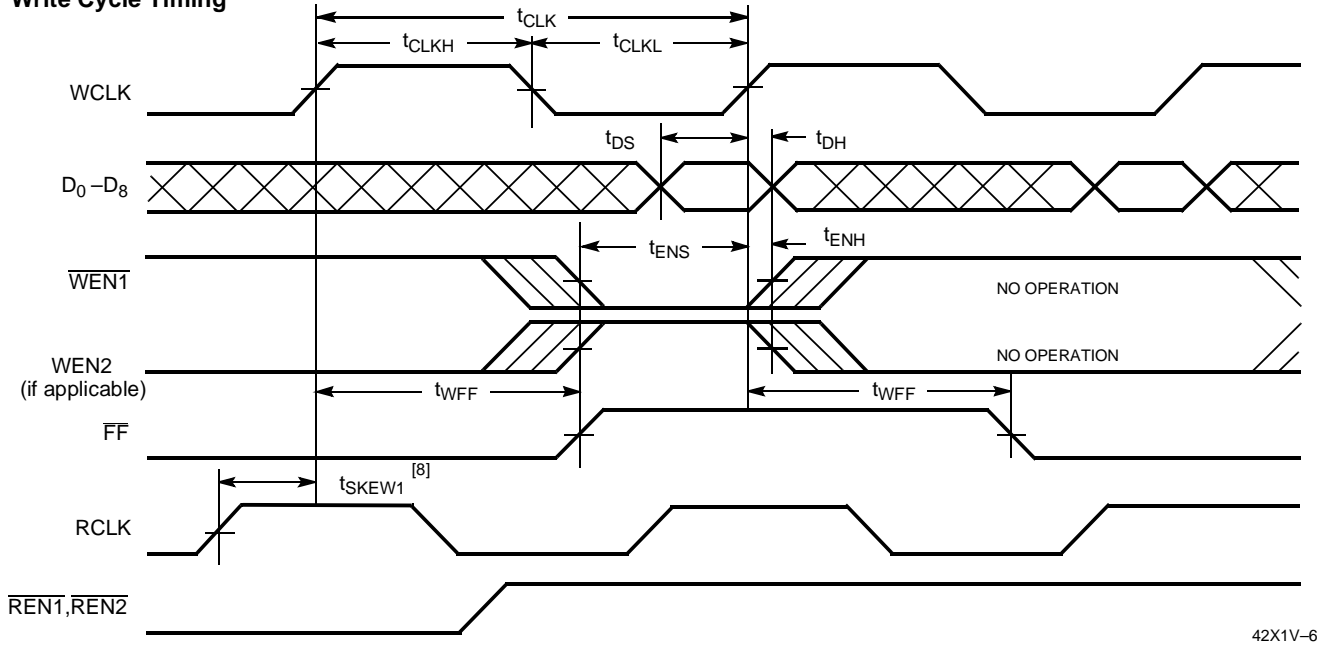 Write Cycle Timing
tCLK
tCLKH
tCLKL
WCLK
tDS
tDH
D0 –D8
tENS
tENH
WEN1
NO OPERATION
WEN2
(if applicable)
NO OPERATION
tWFF
tWFF
FF
tSKEW1 [8]
RCLK
REN1,REN2
42X1V–6